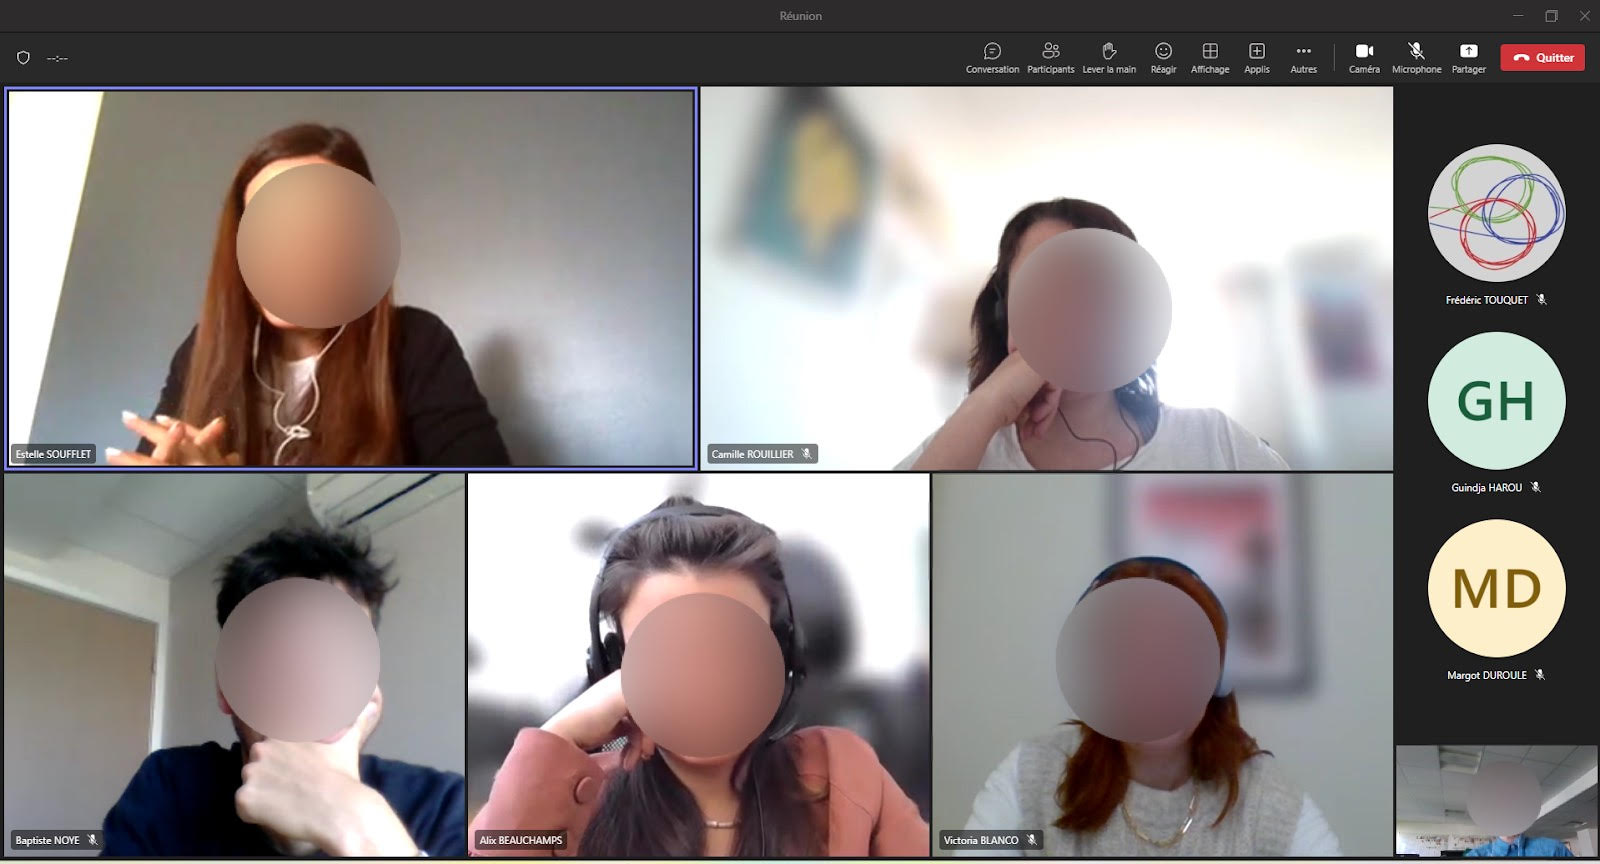 Réunion
--:--
Conversation
Participants
Lever la main
Réagir
Affichage
Applis
Autres
Caméra
Microphone
Partager
Quitter
Estelle SOUFFLET
Camille ROUILLIER
Frédéric TOUQUET
GH
Guindja HAROU
MD
Margot DUROULE
Baptiste NOYE
Alix BEAUCHAMPS
Victoria BLANCO